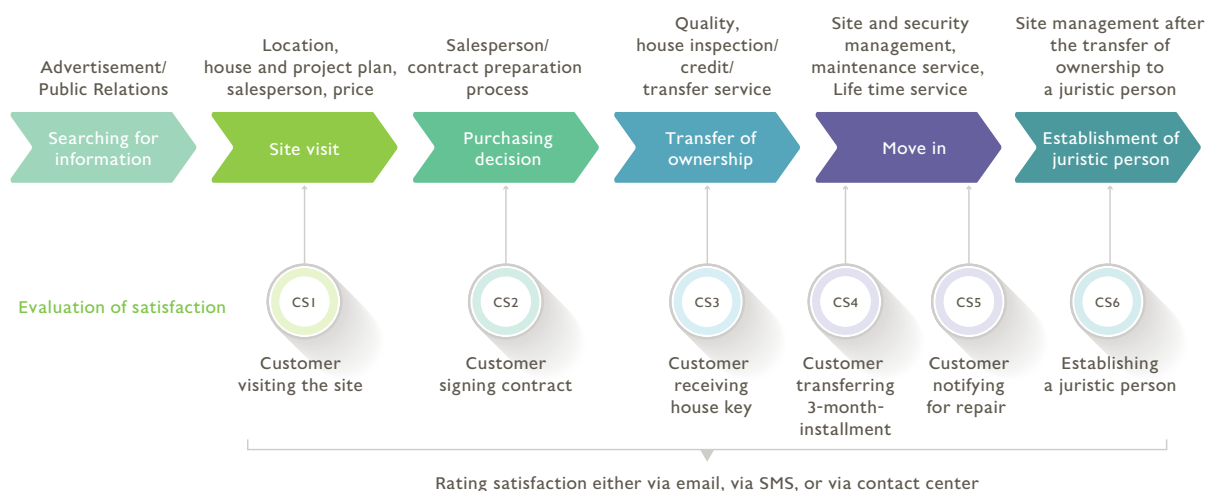 Advertisement/
Public Relations
Location,
house and project plan,
salesperson, price
Salesperson/
contract preparation
process
Quality,
house inspection/
credit/
transfer service
Site and security
management,
maintenance service,
Life time service
Site management after
the transfer of
ownership to
a juristic person
Searching for
information
Site visit
Purchasing
decision
Transfer of
ownership
Move in
Establishment of
juristic person
Evaluation of satisfaction
CS1
CS2
CS3
CS4
CS5
CS6
Customer
visiting the site
Customer
signing contract
Customer
receiving
house key
Customer
transferring
3-month-
installment
Customer
notifying
for repair
Establishing
a juristic person
Rating satisfaction either via email, via SMS, or via contact center